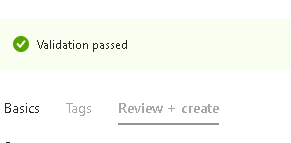 Validation passed
Basics Tags Review + create